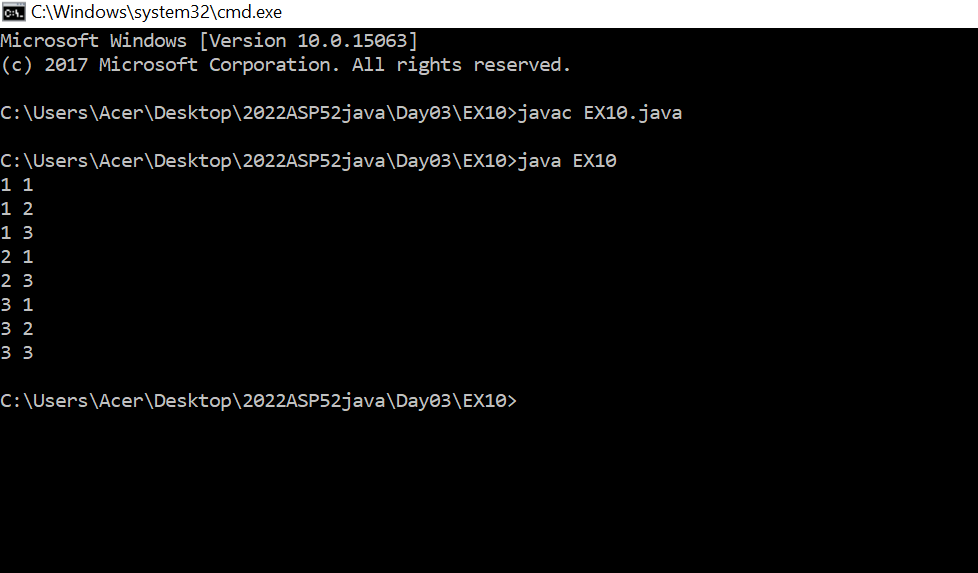 C:\Windows\system32\cmd.exe
Microsoft Windows [Version 10.0.15063]
(c) 2017 Microsoft Corporation. All rights reserved.
C:\Users\Acer\Desktop\2022ASP52java\Day03\EX10>javac EX10.java
C:\Users\Acer\Desktop\2022ASP52java\Day03\EX10>java EX10
1 1
1 2
1 3
2 1
2 3
3 1
3 2
3 3
C:\Users\Acer\Desktop\2022ASP52java\Day03\EX10>